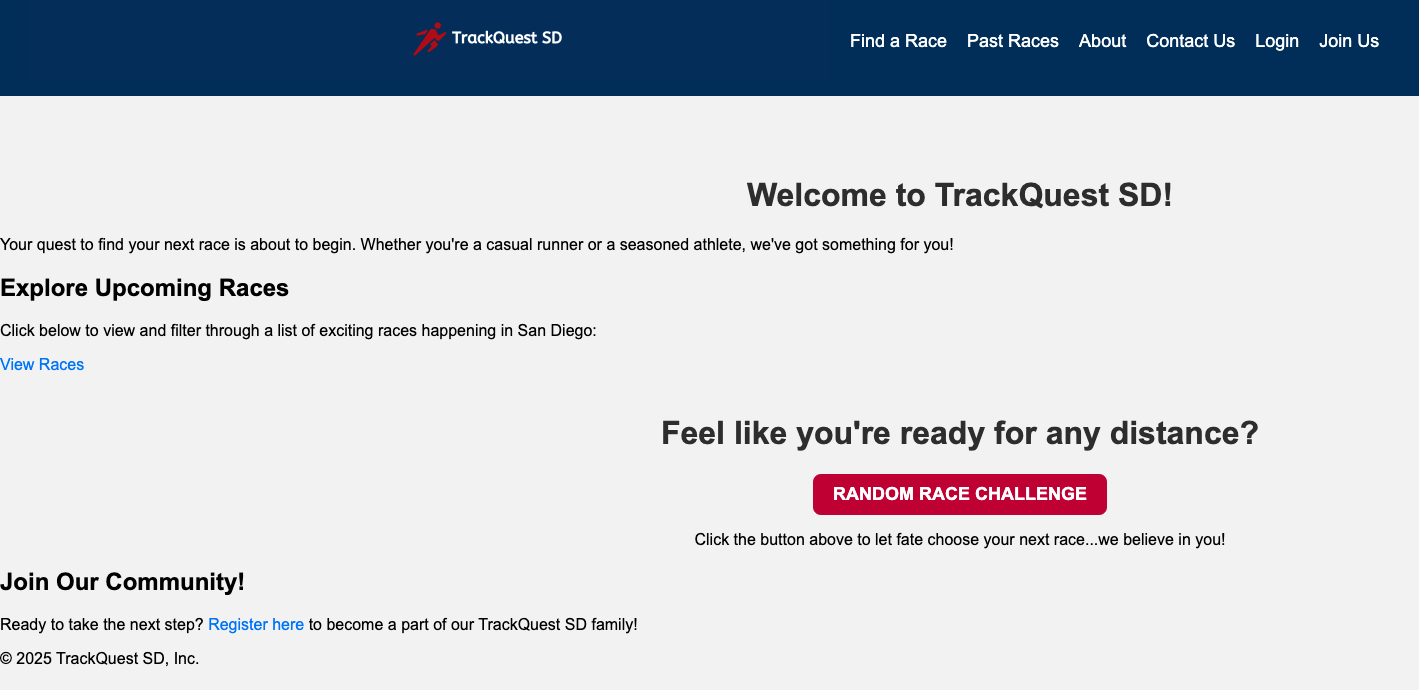 TrackQuest SD
Find a Race Past Races About Contact Us Login Join Us
Welcome to TrackQuest SD!
Your quest to find your next race is about to begin. Whether you're a casual runner or a seasoned athlete, we've got something for you!
Explore Upcoming Races
Click below to view and filter through a list of exciting races happening in San Diego:
View Races
Feel like you're ready for any distance?
RANDOM RACE CHALLENGE
Click the button above to let fate choose your next race...we believe in you!
Join Our Community!
Ready to take the next step? Register here to become a part of our TrackQuest SD family!
© 2025 TrackQuest SD, Inc.